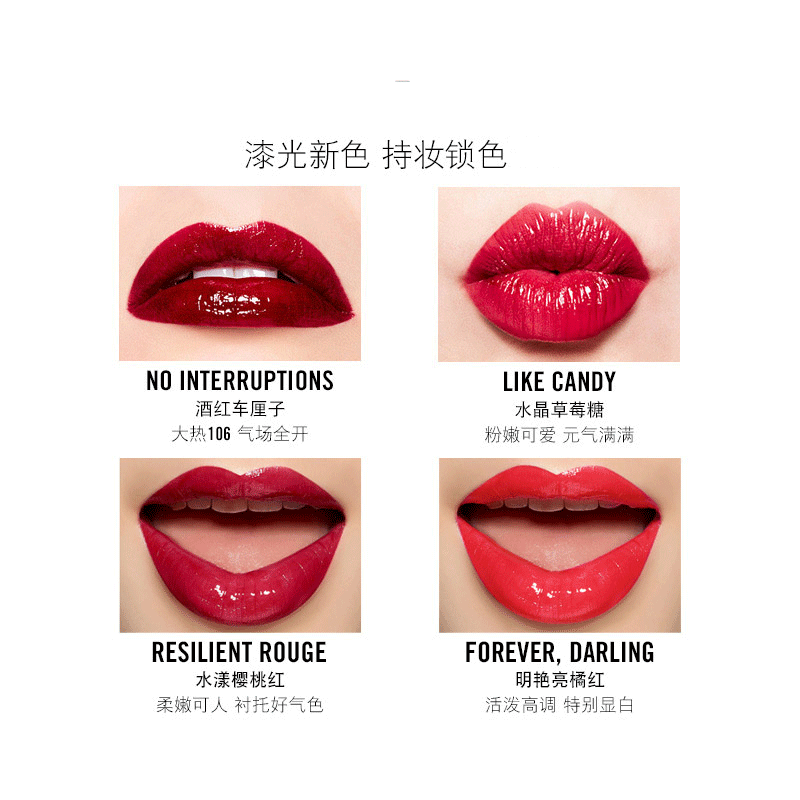 漆光新色 持妆锁色
NO INTERRUPTIONS
酒红车厘子
大热106 气场全开
LIKE CANDY
水晶草莓糖
粉嫩可爱 元气满满
RESILIENT ROUGE
水漾樱桃红
柔嫩可人 衬托好气色
FOREVER, DARLING
明艳亮橘红
活泼高调 特别显白